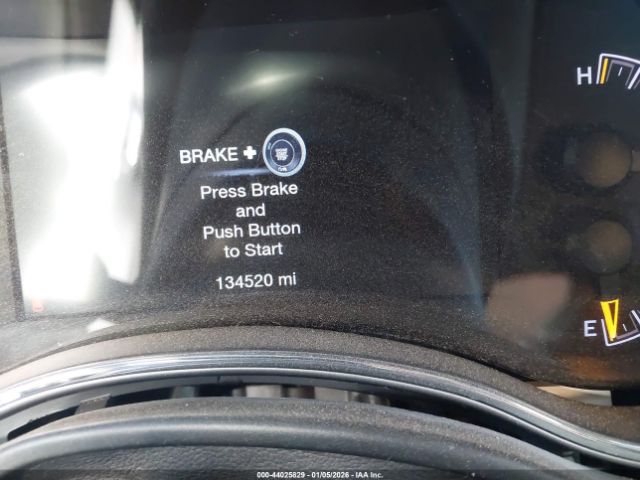 H
BRAKE +
Press Brake
and
Push Button
to Start
134520 mi
E
000-44025829 - 01/05/2026 - © IAA Inc.